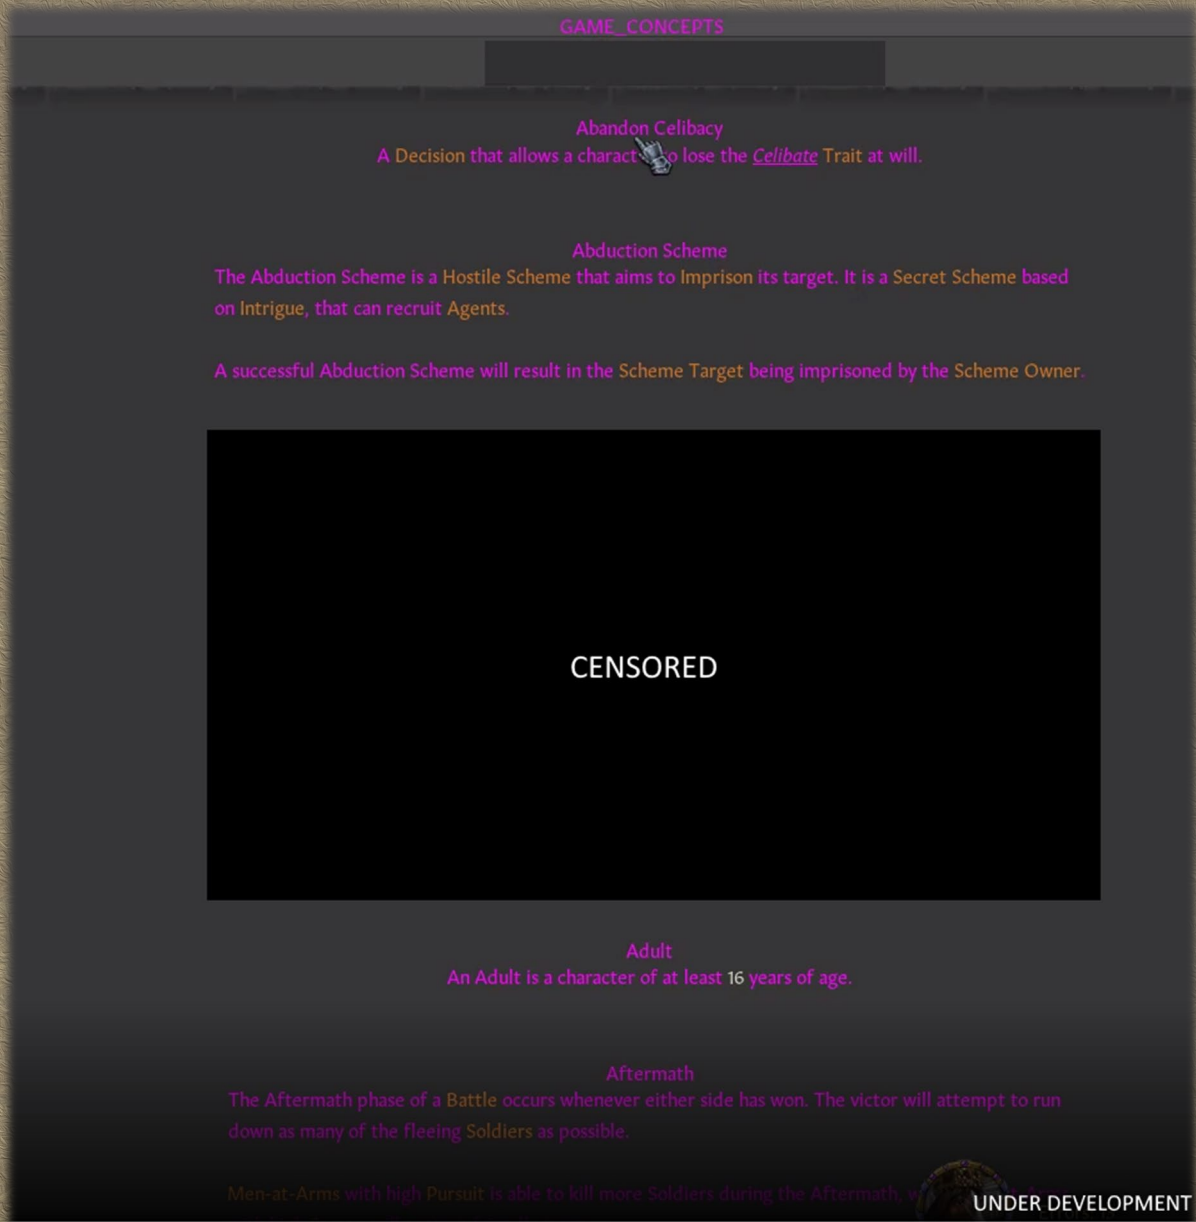 GAME_CONCEPTS
Abandon Celibacy
A Decision that allows a charact o lose the Celibate Trait at will.
Abduction Scheme
The Abduction Scheme is a Hostile Scheme that aims to Imprison its target. It is a Secret Scheme based
on Intrigue, that can recruit Agents.
A successful Abduction Scheme will result in the Scheme Target being imprisoned by the Scheme Owner.
CENSORED
Adult
An Adult is a character of at least 16 years of age.
Aftermath
The Aftermath phase of a Battle occurs whenever either side has won. The victor will attempt to run
down as many of the fleeing Soldiers as possible.
Men-at-Arms with high Pursuit is able to kill more Soldiers during the Aftermath,
UNDER DEVELOPMENT